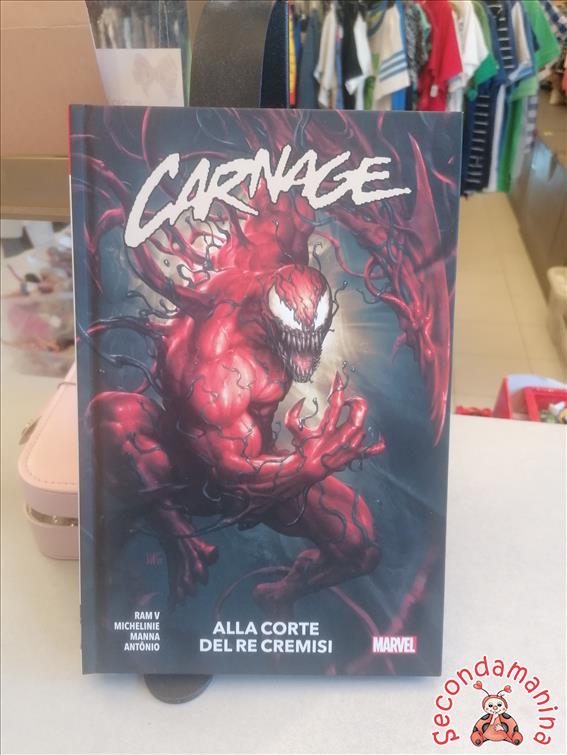 CARNAGE
RAM V
MICHELINIE
MANNA
ANTÔNIO
ALLA CORTE
DEL RE CREMISI
MARVEL
Secondamanina